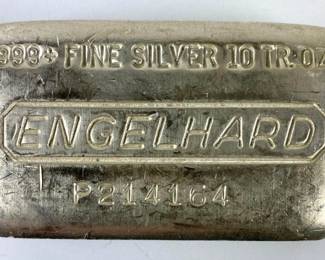 999+ FINE SILVER 10 TR. OZ
ENGELHARD
P214164